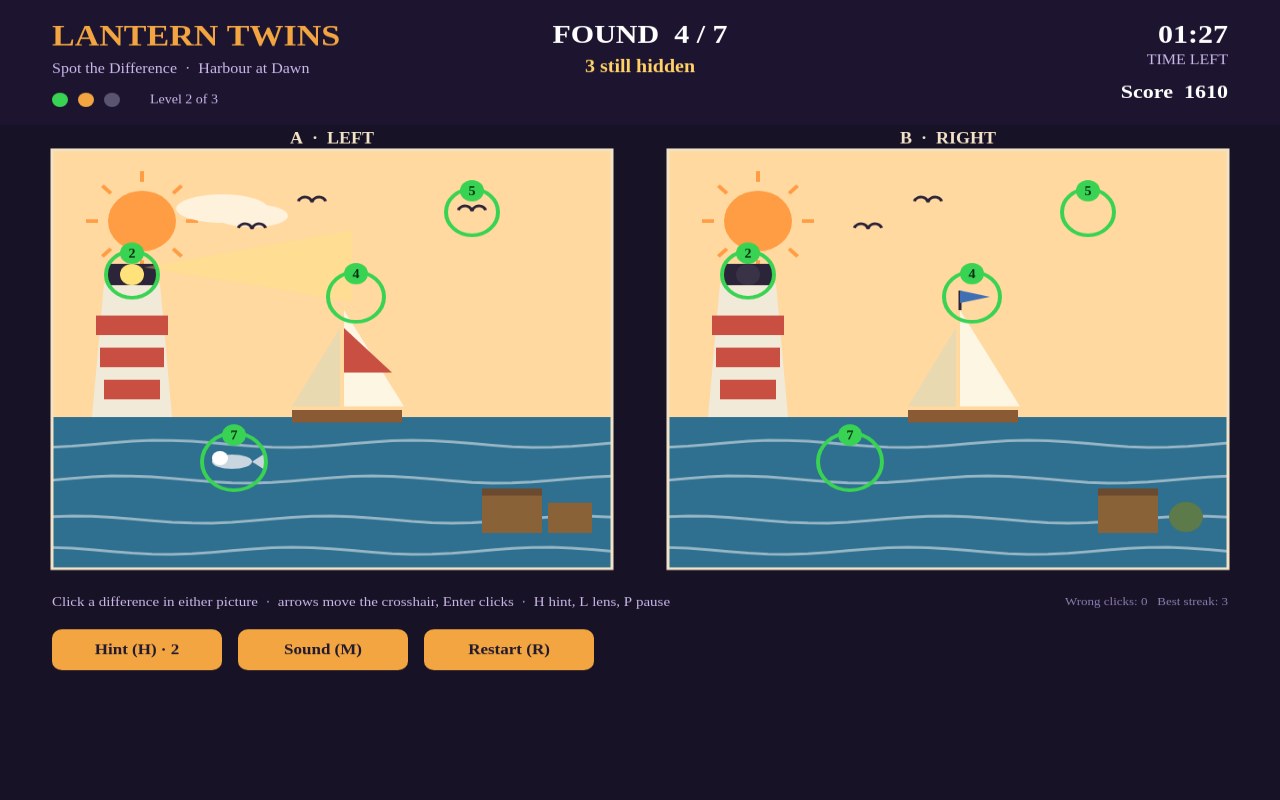 LANTERN TWINS
Spot the Difference · Harbour at Dawn
Level 2 of 3
FOUND 4 / 7
3 still hidden
01:27
TIME LEFT
Score 1610
A · LEFT
B · RIGHT
5
2
4
7
5
2
4
7
Click a difference in either picture · arrows move the crosshair, Enter clicks · H hint, L lens, P pause
Wrong clicks: 0 Best streak: 3
Hint (H) · 2
Sound (M)
Restart (R)